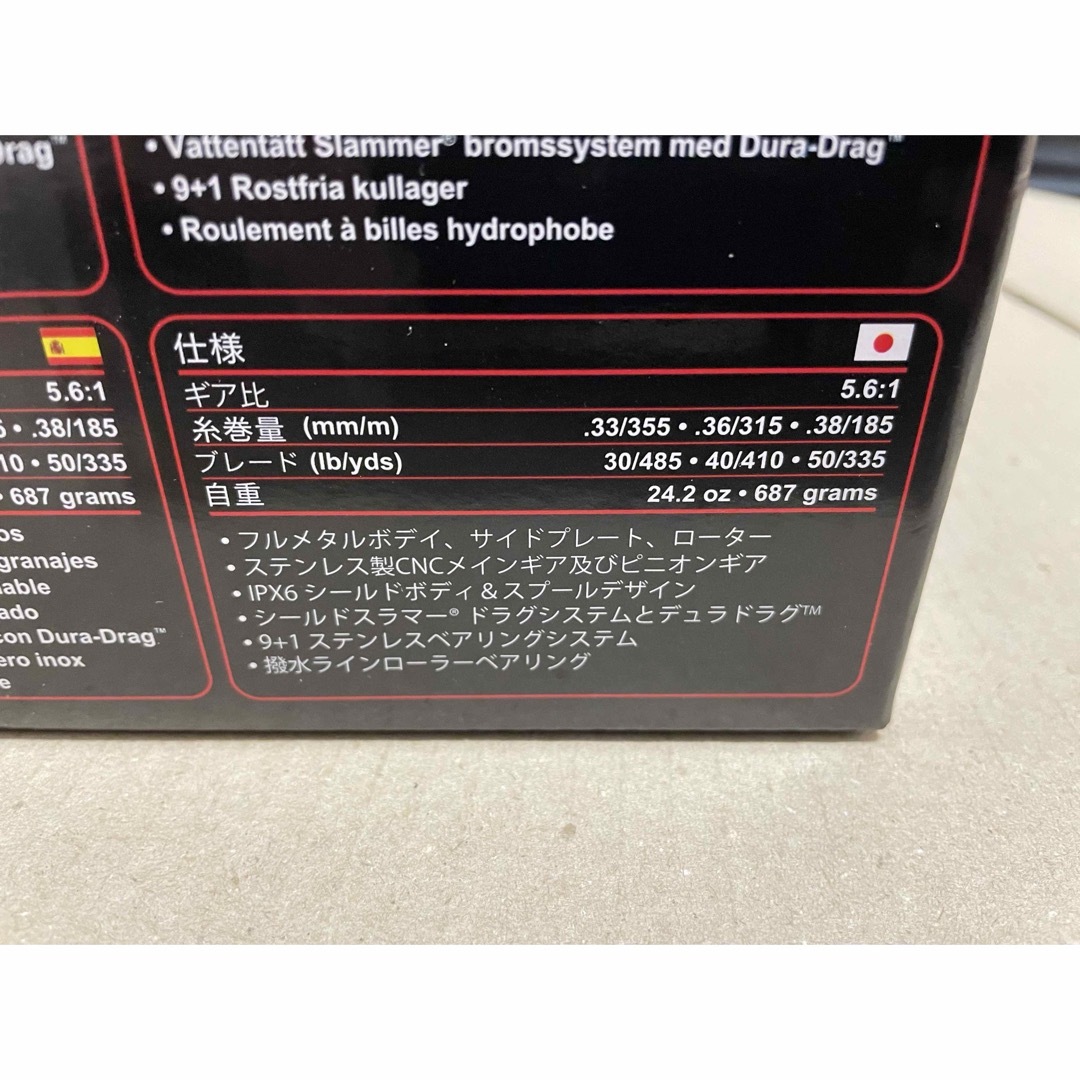 Drag™
• Vattentätt Slammer® bromssystem med Dura-Drag™
• 9+1 Rostfria kullager
• Roulement à billes hydrophobe
5.6:1
• .38/185
• 50/335
• 687 grams
granajes
con Dura-Drag™
inox
仕様
ギア比 5.6:1
糸巻量 (mm/m) .33/355 • .36/315 • .38/185
ブレード (lb/yds) 30/485 • 40/410 • 50/335
自重 24.2 oz • 687 grams
• フルメタルボデイ、サイドプレート、ローター
• ステンレス製CNCメインギア及びピニオンギア
• IPX6 シールドボディ＆スプールデザイン
• シールドスラマー® ドラグシステムとデュラドラグ™
• 9+1 ステンレスベアリングシステム
• 撥水ラインローラーベアリング